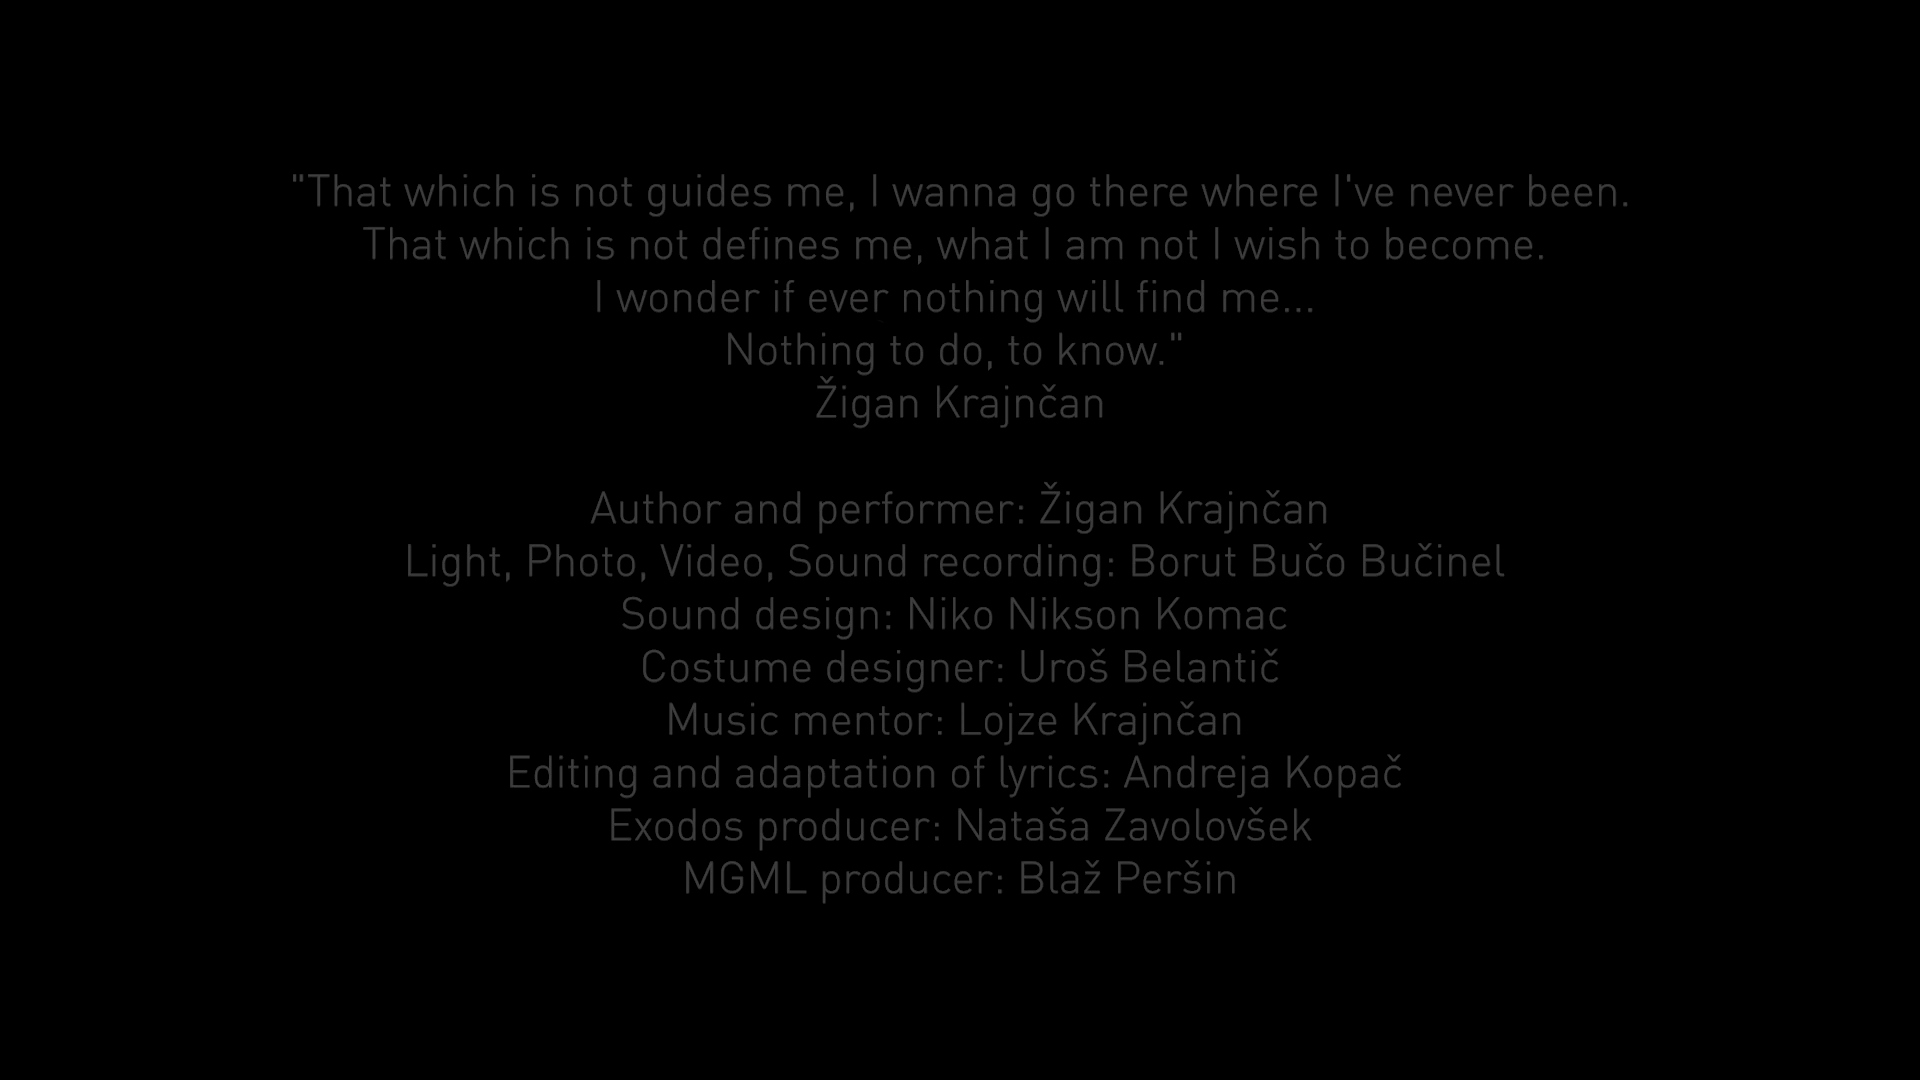 "That which is not guides me, I wanna go there where I've never been.
That which is not defines me, what I am not I wish to become.
I wonder if ever nothing will find me...
Nothing to do, to know."
Žigan Krajnčan
Author and performer: Žigan Krajnčan
Light, Photo, Video, Sound recording: Borut Bučo Bučinel
Sound design: Niko Nikson Komac
Costume designer: Uroš Belantič
Music mentor: Lojze Krajnčan
Editing and adaptation of lyrics: Andreja Kopač
Exodos producer: Nataša Zavolovšek
MGML producer: Blaž Peršin